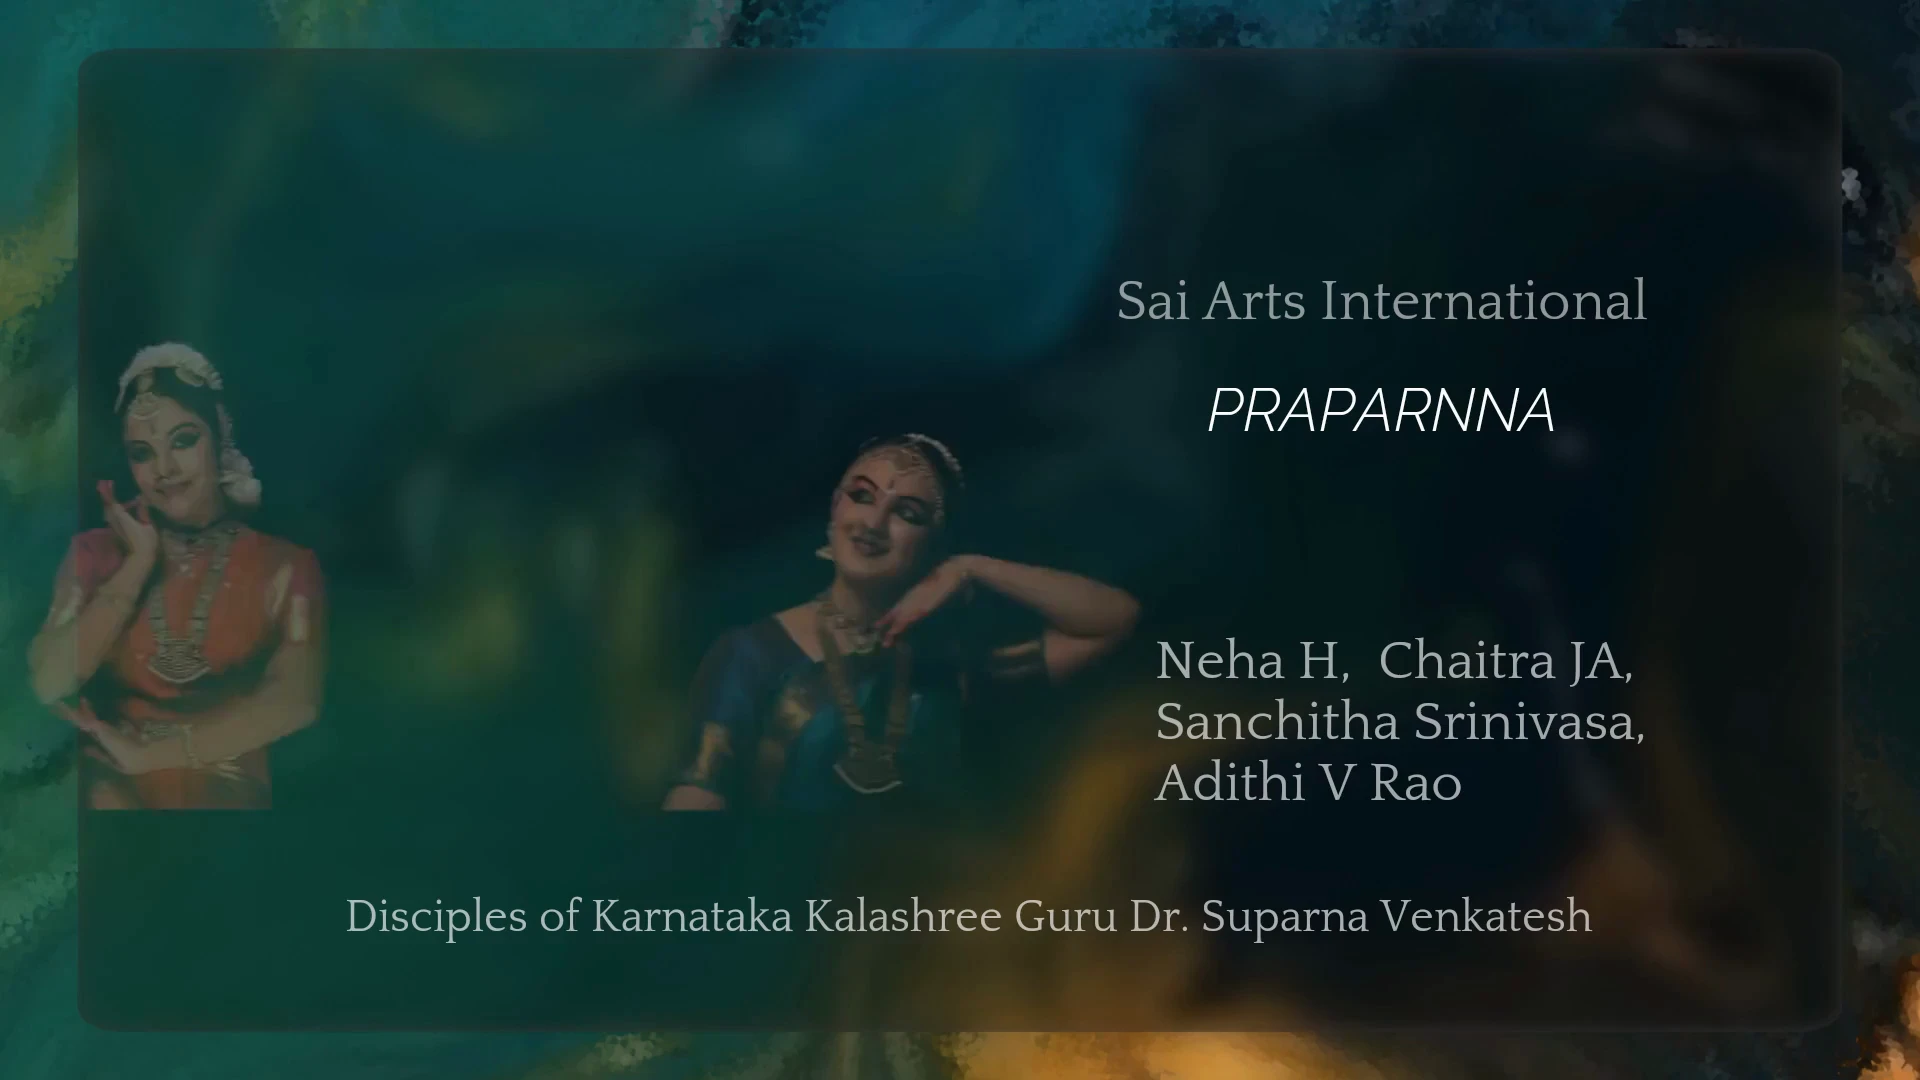 Sai Arts International
PRAPARNNA
Neha H,  Chaitra JA,
Sanchitha Srinivasa,
Adithi V Rao
Disciples of Karnataka Kalashree Guru Dr. Suparna Venkatesh